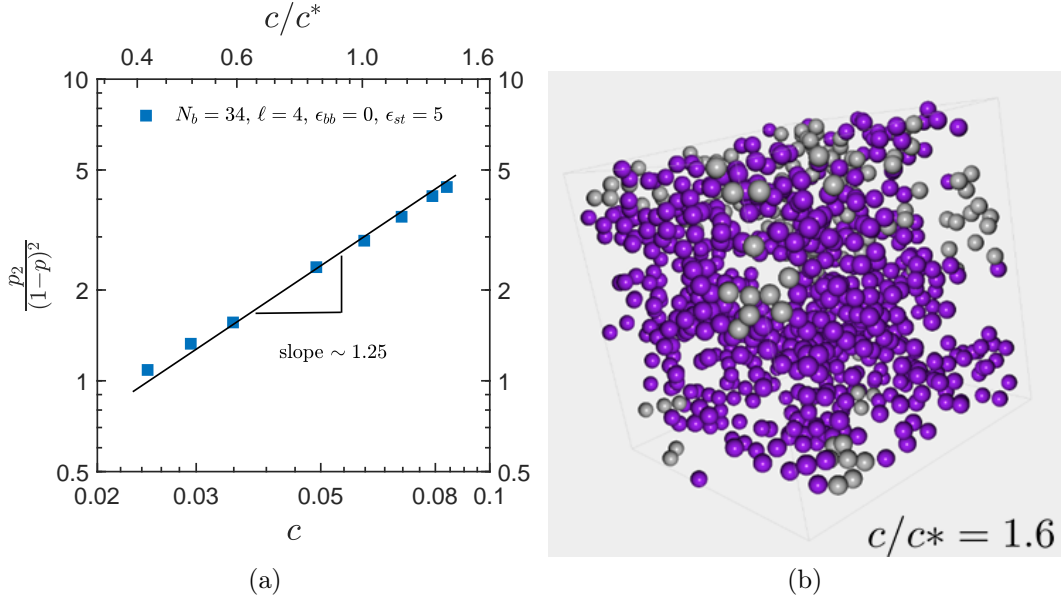 c/c*
0.4 0.6 1.0 1.6
10 10
N_b = 34, ℓ = 4, ϵ_bb = 0, ϵ_st = 5
5 5
p_2/(1−p)^2
2 2
slope ∼ 1.25
1 1
0.5 0.5
0.02 0.03 0.05 0.08 0.1
c
(a)
c/c* = 1.6
(b)